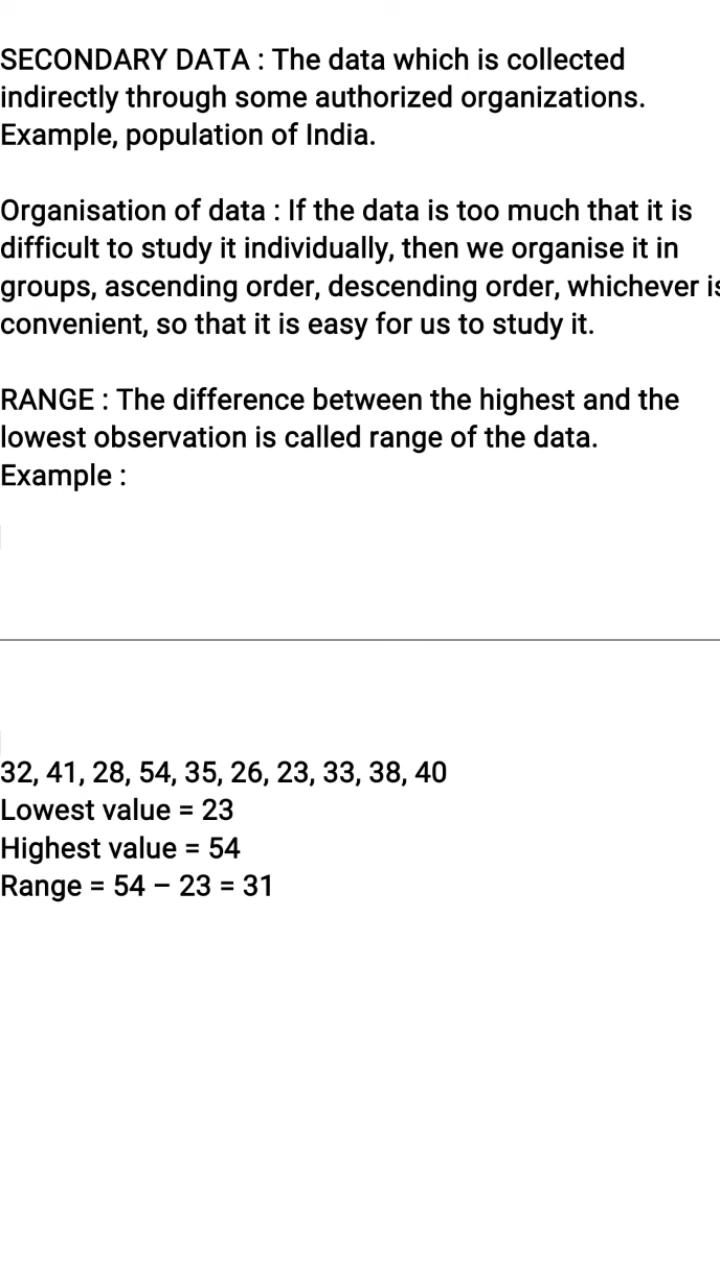 SECONDARY DATA : The data which is collected
indirectly through some authorized organizations.
Example, population of India.
Organisation of data : If the data is too much that it is
difficult to study it individually, then we organise it in
groups, ascending order, descending order, whichever is
convenient, so that it is easy for us to study it.
RANGE : The difference between the highest and the
lowest observation is called range of the data.
Example :
32, 41, 28, 54, 35, 26, 23, 33, 38, 40
Lowest value = 23
Highest value = 54
Range = 54 – 23 = 31